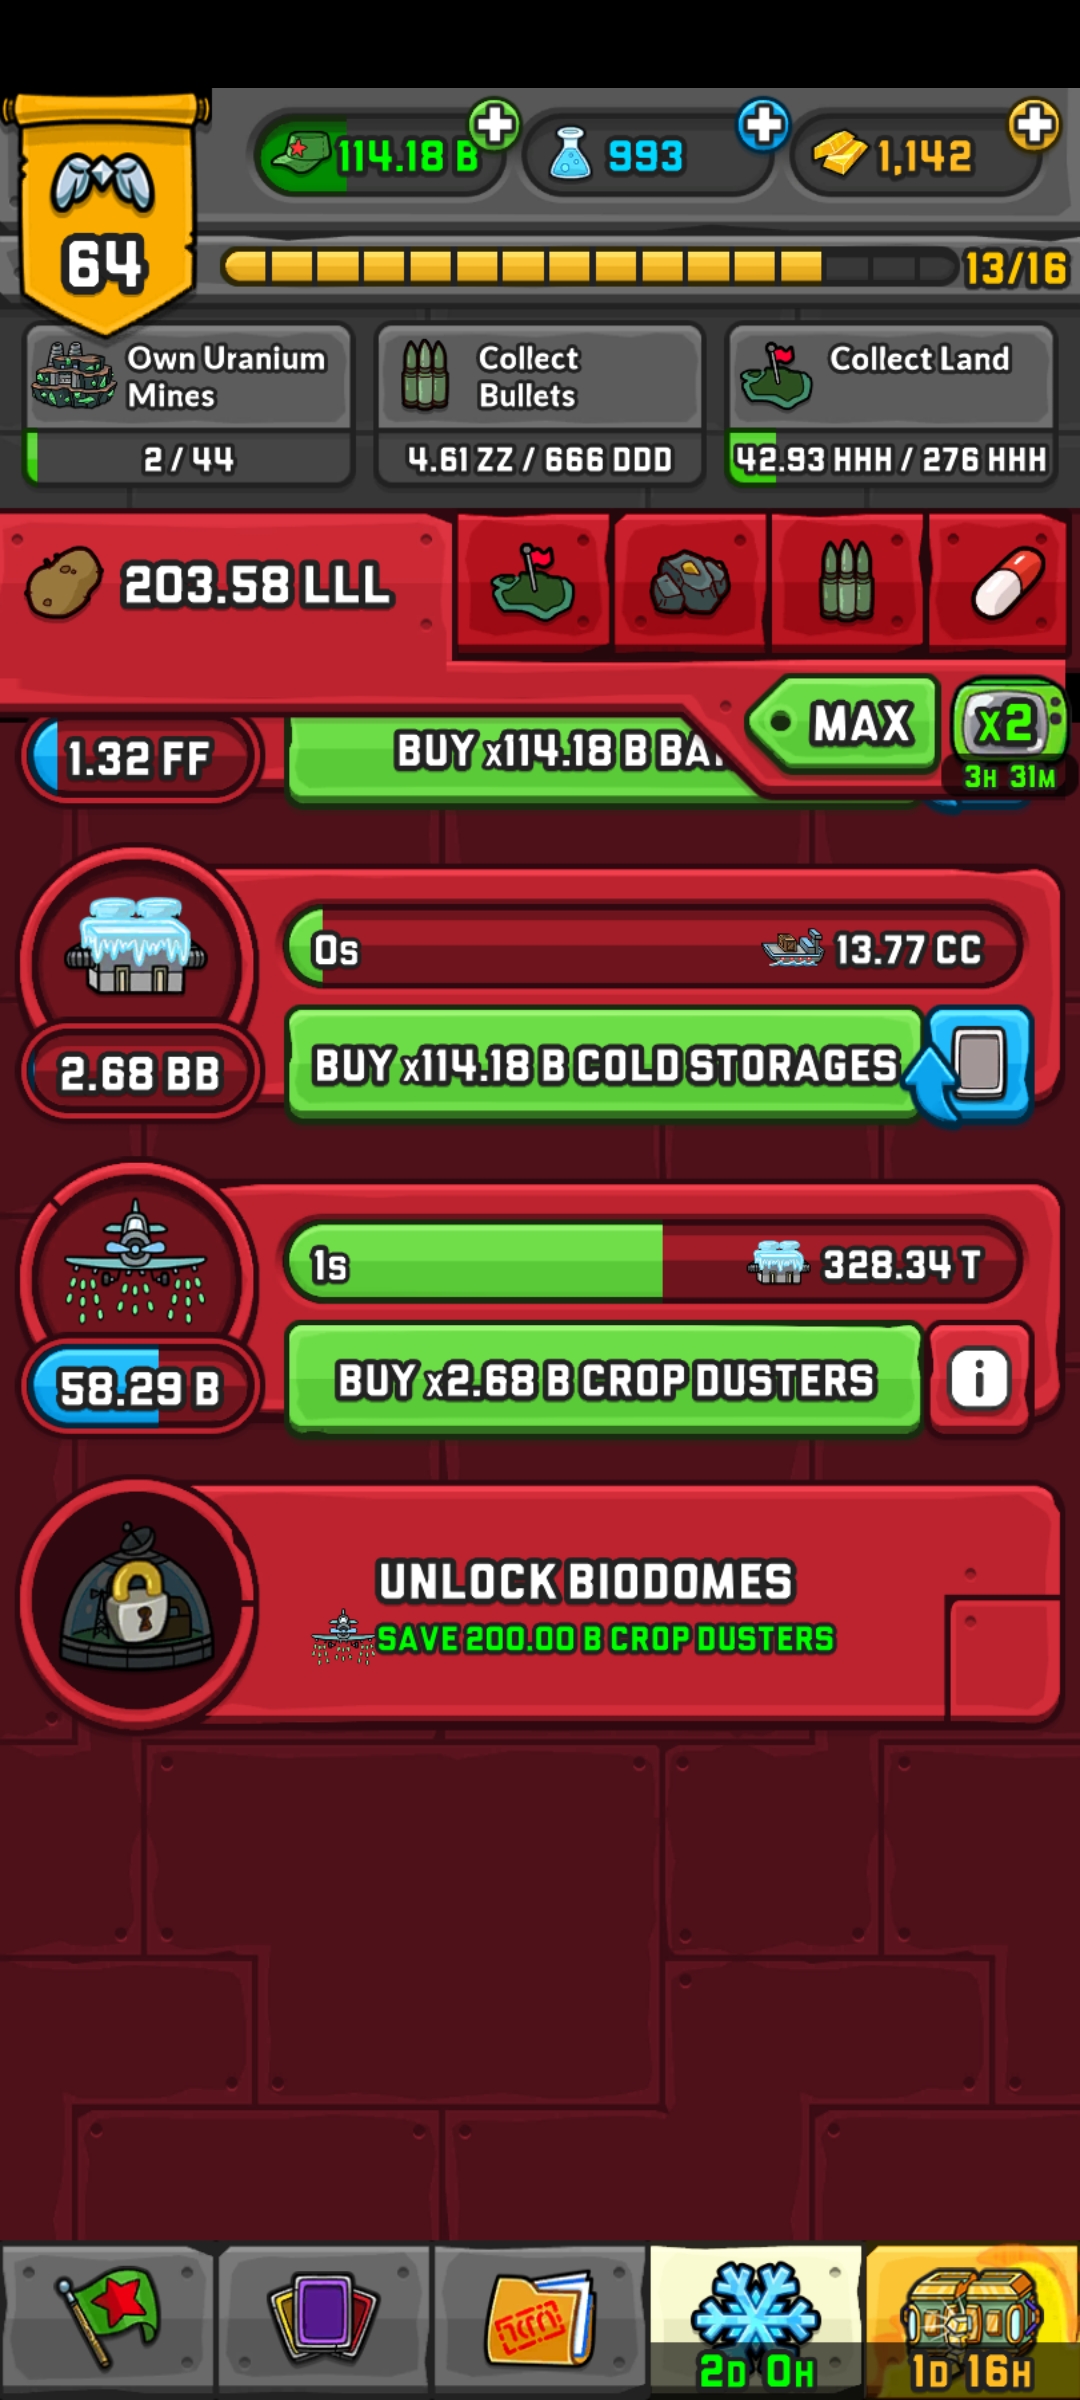 114.18 B
993
1,142
64
13/16
Own Uranium
Mines
2 / 44
Collect
Bullets
4.61 ZZ / 666 DDD
Collect Land
42.93 HHH / 276 HHH
203.58 LLL
MAX
x2
3H 31M
1.32 FF
BUY x114.18 B BA
0s
13.77 CC
2.68 BB
BUY x114.18 B COLD STORAGES
1s
328.34 T
58.29 B
BUY x2.68 B CROP DUSTERS
i
UNLOCK BIODOMES
SAVE 200.00 B CROP DUSTERS
2D 0H
1D 16H